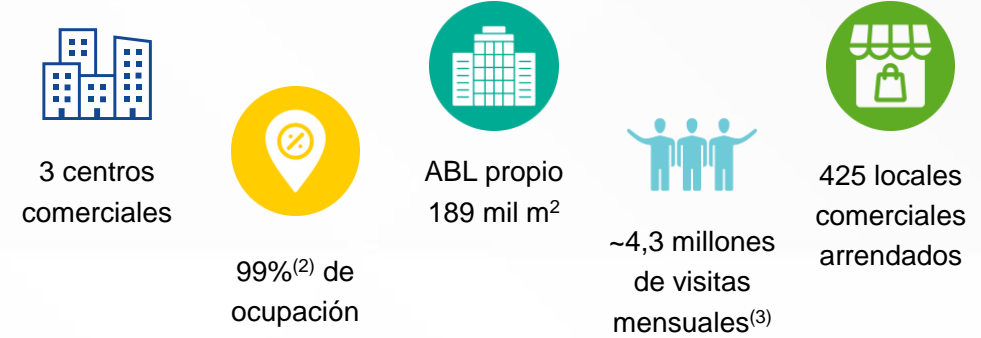 3 centros
comerciales
99%(2) de
ocupación
ABL propio
189 mil m2
~4,3 millones
de visitas
mensuales(3)
425 locales
comerciales
arrendados